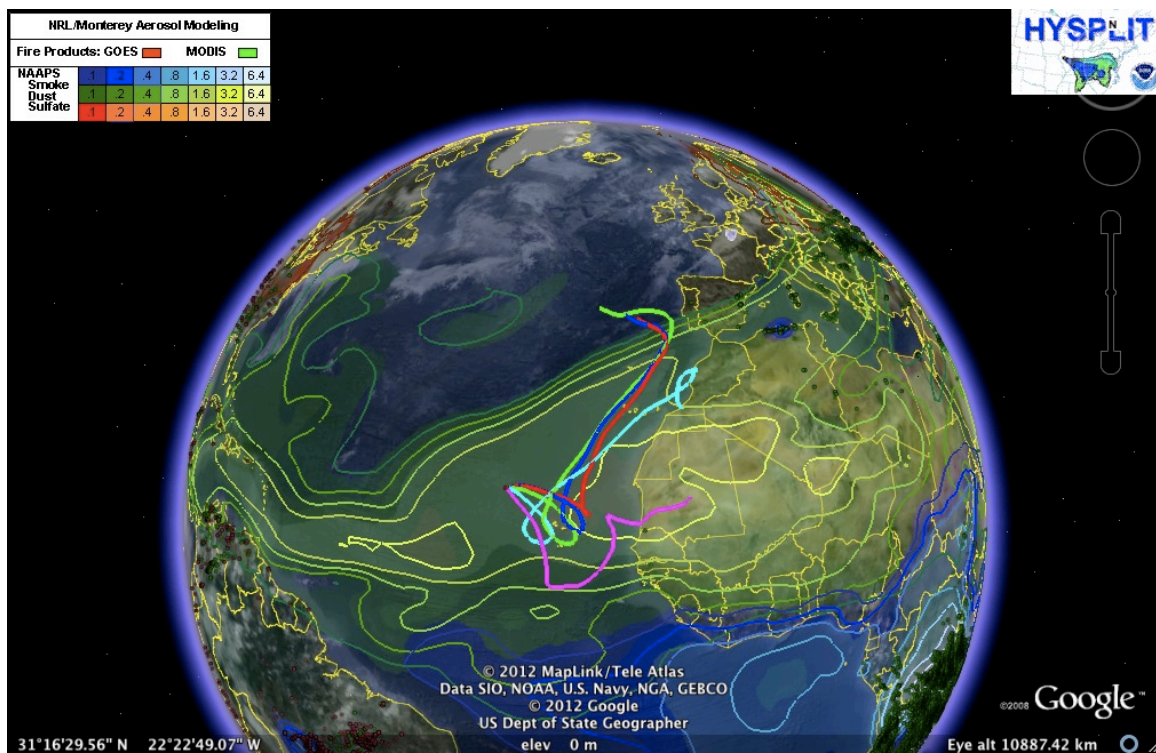 NRL/Monterey Aerosol Modeling
Fire Products: GOES MODIS
NAAPS
Smoke .1 .2 .4 .8 1.6 3.2 6.4
Dust .1 .2 .4 .8 1.6 3.2 6.4
Sulfate .1 .2 .4 .8 1.6 3.2 6.4
HYSPLIT
N
NOAA
© 2012 MapLink/Tele Atlas
Data SIO, NOAA, U.S. Navy, NGA, GEBCO
© 2012 Google
US Dept of State Geographer
©2008 Google™
31°16'29.56" N 22°22'49.07" W elev 0 m Eye alt 10887.42 km